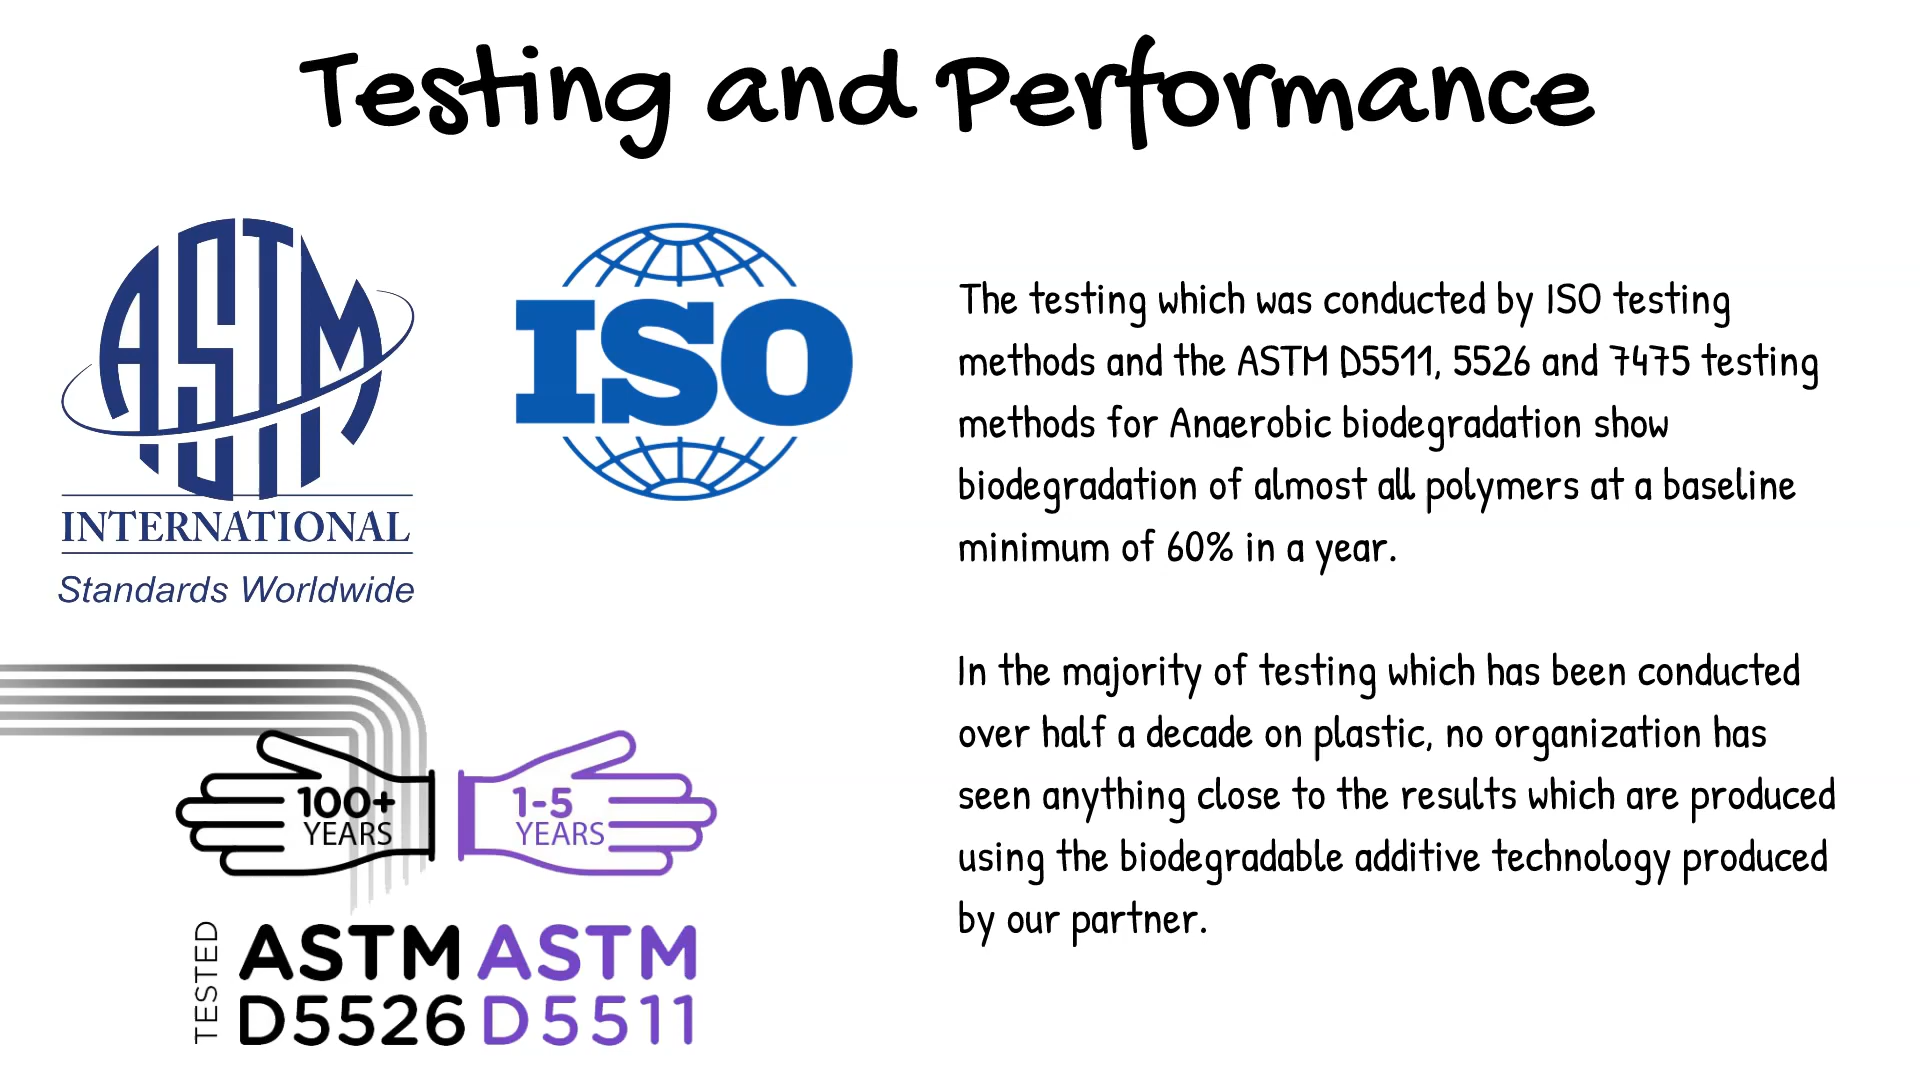 Testing and Performance
ASTM
INTERNATIONAL
Standards Worldwide
ISO
The testing which was conducted by ISO testing
methods and the ASTM D5511, 5526 and 7475 testing
methods for Anaerobic biodegradation show
biodegradation of almost all polymers at a baseline
minimum of 60% in a year.
In the majority of testing which has been conducted
over half a decade on plastic, no organization has
seen anything close to the results which are produced
using the biodegradable additive technology produced
by our partner.
100+
YEARS
1-5
YEARS
TESTED
ASTM
D5526
ASTM
D5511